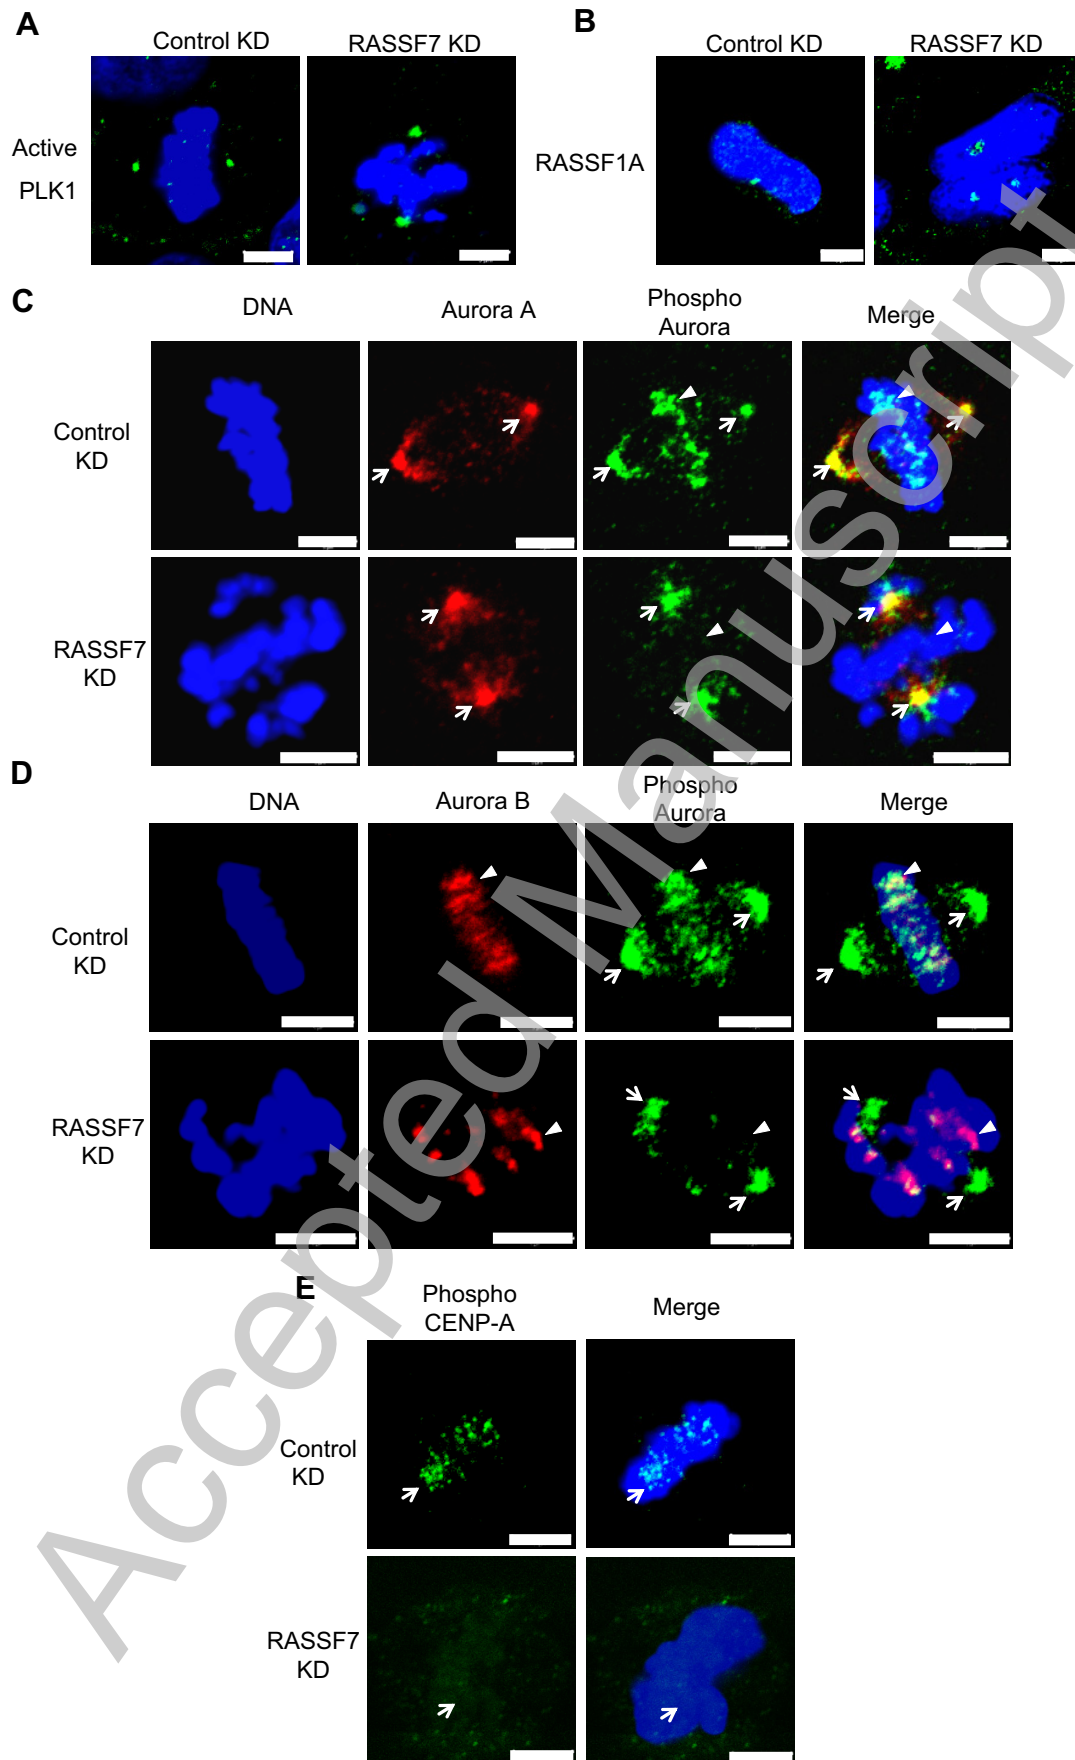 A
Control KD
RASSF7 KD
Active
PLK1
B
Control KD
RASSF7 KD
RASSF1A
C
DNA
Aurora A
Phospho
Aurora
Merge
Control
KD
RASSF7
KD
D
DNA
Aurora B
Phospho
Aurora
Merge
Control
KD
RASSF7
KD
E
Phospho
CENP-A
Merge
Control
KD
RASSF7
KD
Accepted Manuscript